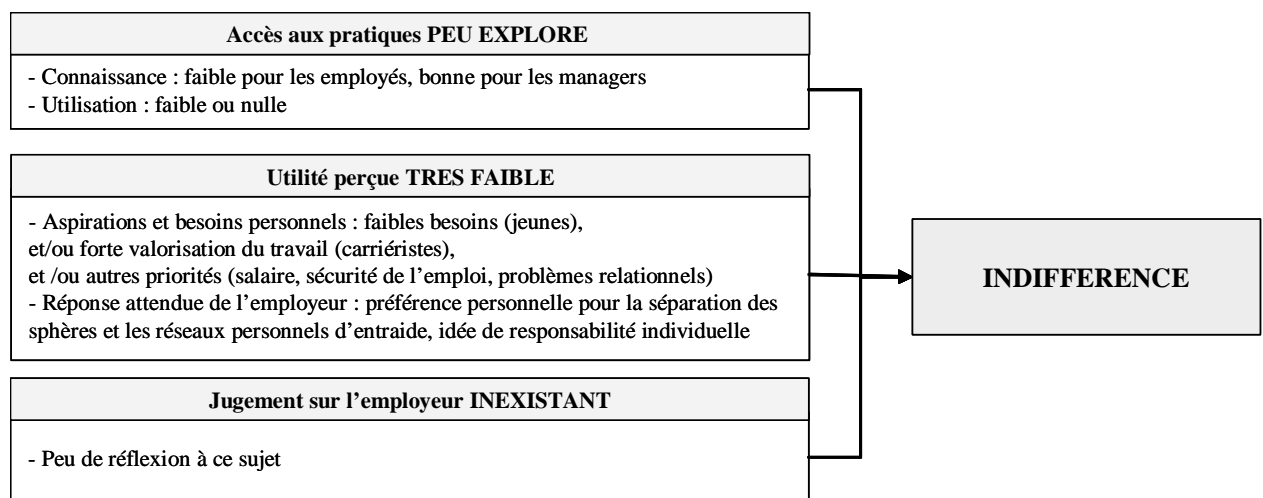 Accès aux pratiques PEU EXPLORE
- Connaissance : faible pour les employés, bonne pour les managers
- Utilisation : faible ou nulle
Utilité perçue TRES FAIBLE
- Aspirations et besoins personnels : faibles besoins (jeunes),
et/ou forte valorisation du travail (carriéristes),
et /ou autres priorités (salaire, sécurité de l’emploi, problèmes relationnels)
- Réponse attendue de l’employeur : préférence personnelle pour la séparation des
sphères et les réseaux personnels d’entraide, idée de responsabilité individuelle
INDIFFERENCE
Jugement sur l’employeur INEXISTANT
- Peu de réflexion à ce sujet